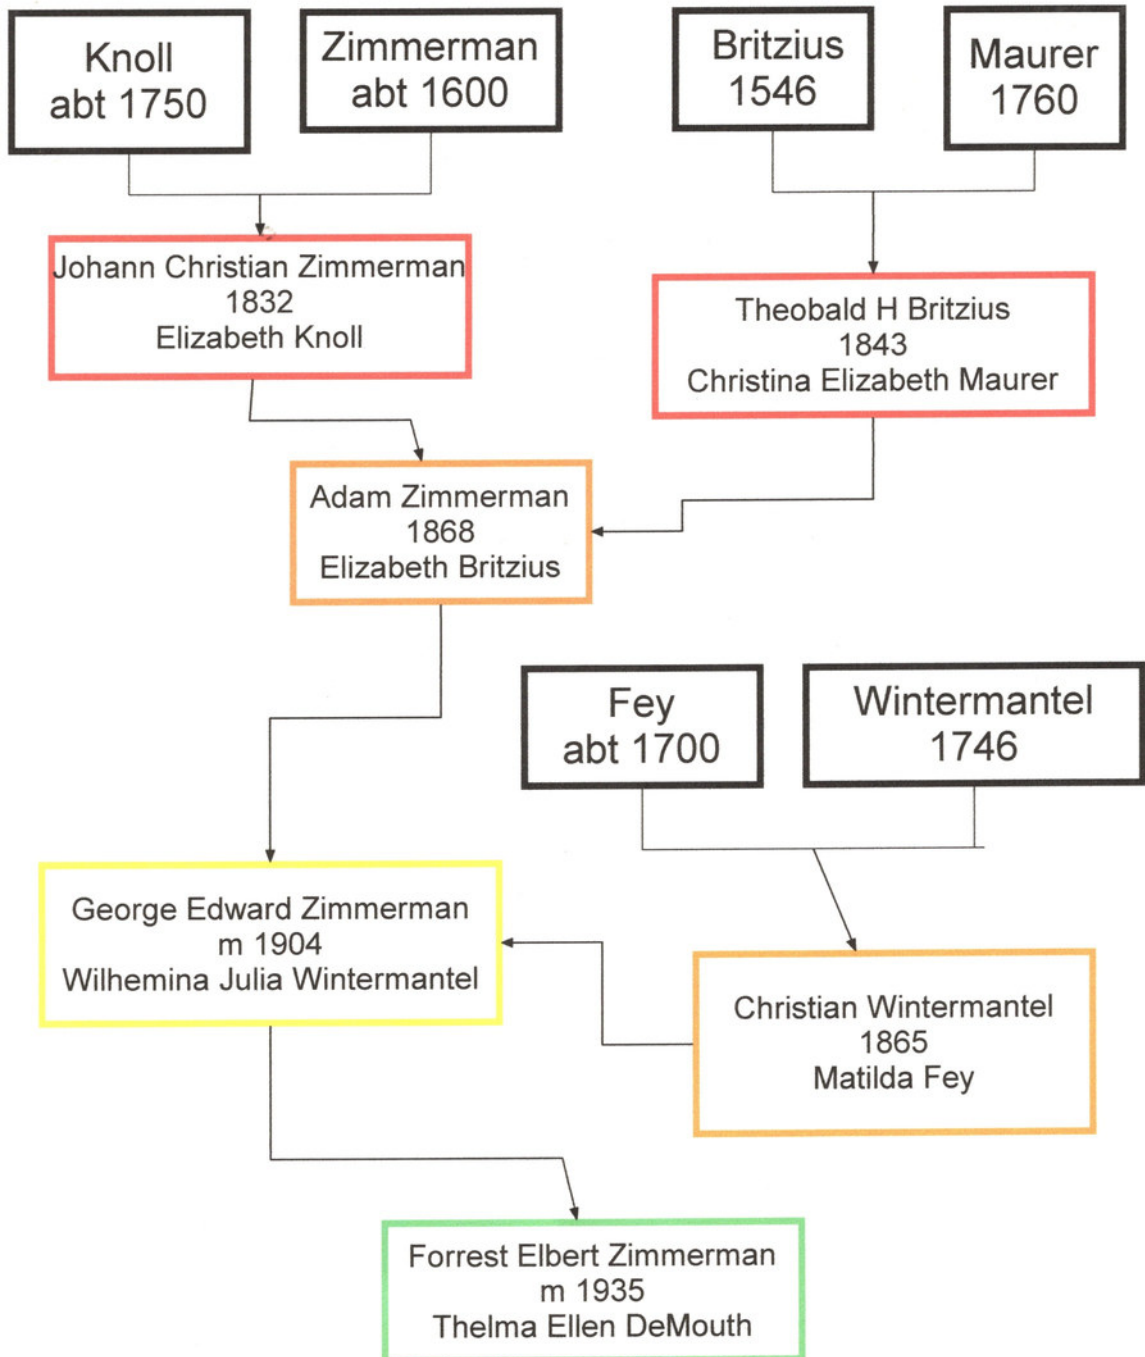 Knoll
abt 1750
Zimmerman
abt 1600
Britzius
1546
Maurer
1760
Johann Christian Zimmerman
1832
Elizabeth Knoll
Theobald H Britzius
1843
Christina Elizabeth Maurer
Adam Zimmerman
1868
Elizabeth Britzius
Fey
abt 1700
Wintermantel
1746
George Edward Zimmerman
m 1904
Wilhemina Julia Wintermantel
Christian Wintermantel
1865
Matilda Fey
Forrest Elbert Zimmerman
m 1935
Thelma Ellen DeMouth